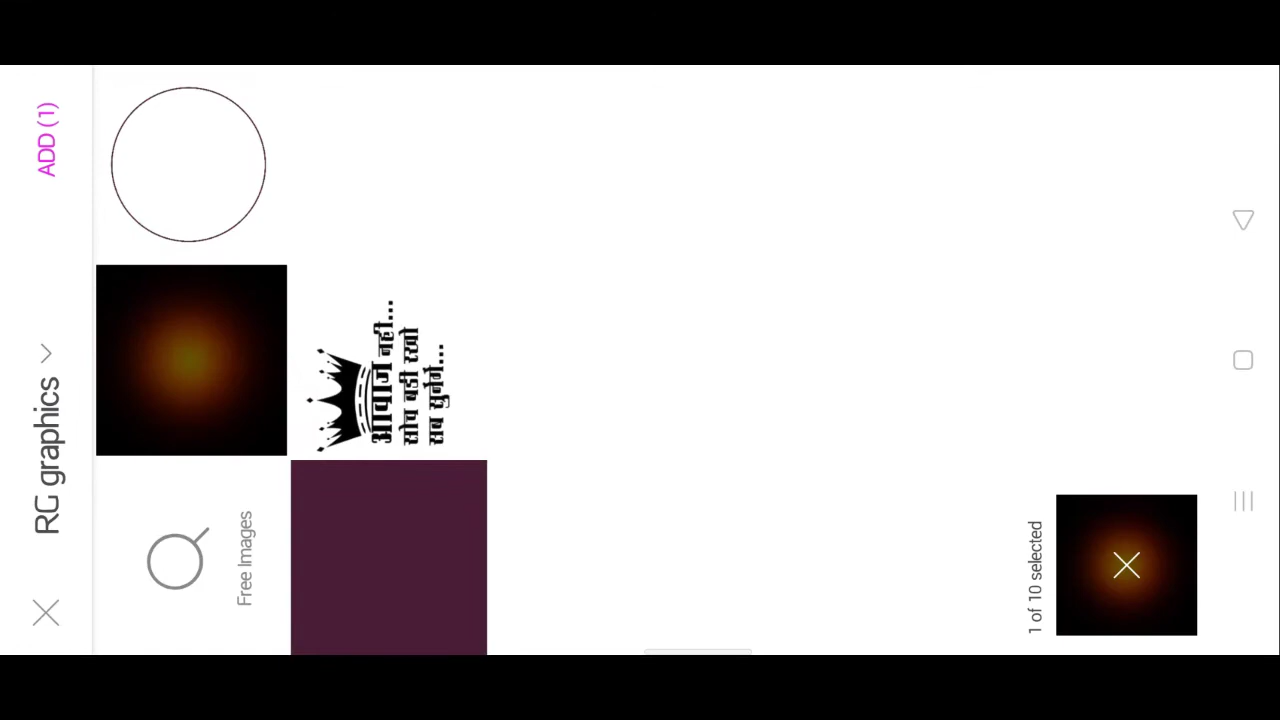 RG graphics
ADD (1)
Free Images
आवाज नही...
सोच बडी रखो
सब सुनेंगे...
1 of 10 selected